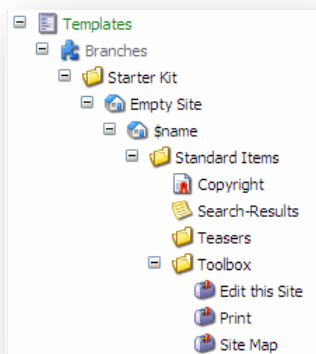 Templates
Branches
Starter Kit
Empty Site
$name
Standard Items
Copyright
Search-Results
Teasers
Toolbox
Edit this Site
Print
Site Map